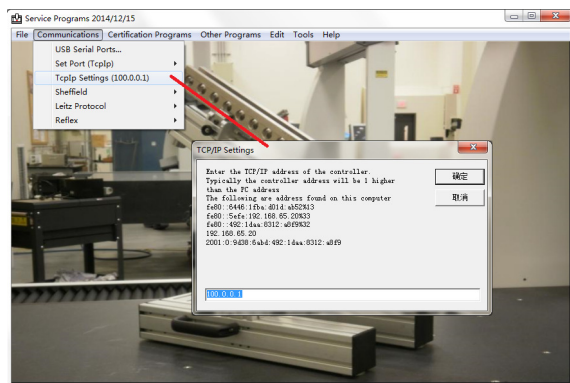 Service Programs 2014/12/15
File Communications Certification Programs Other Programs Edit Tools Help
USB Serial Ports...
Set Port (TcpIp)
TcpIp Settings (100.0.0.1)
Sheffield
Leitz Protocol
Reflex
TCP/IP Settings
Enter the TCP/IP address of the controller.
Typically the controller address will be 1 higher
than the PC address
The following are address found on this computer
fe80::6446:1fba:d01d:ab52%13
fe80::5efe:192.168.65.20%33
fe80::492:1daa:8312:a8f9%32
192.168.65.20
2001:0:9d38:6abd:492:1daa:8312:a8f9
确定
取消
100.0.0.1